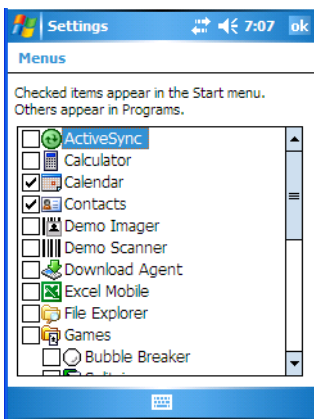 Settings 7:07 ok
Menus
Checked items appear in the Start menu.
Others appear in Programs.
ActiveSync
Calculator
Calendar
Contacts
Demo Imager
Demo Scanner
Download Agent
Excel Mobile
File Explorer
Games
Bubble Breaker